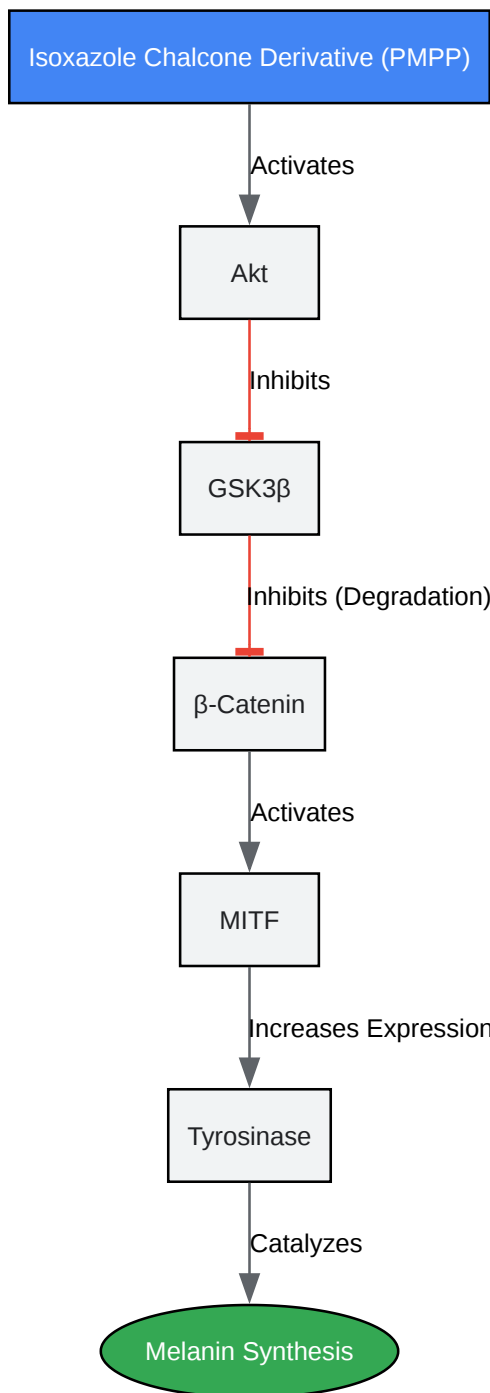 Isoxazole Chalcone Derivative (PMPP)
Activates
Akt
Inhibits
GSK3β
Inhibits (Degradation)
β-Catenin
Activates
MITF
Increases Expression
Tyrosinase
Catalyzes
Melanin Synthesis